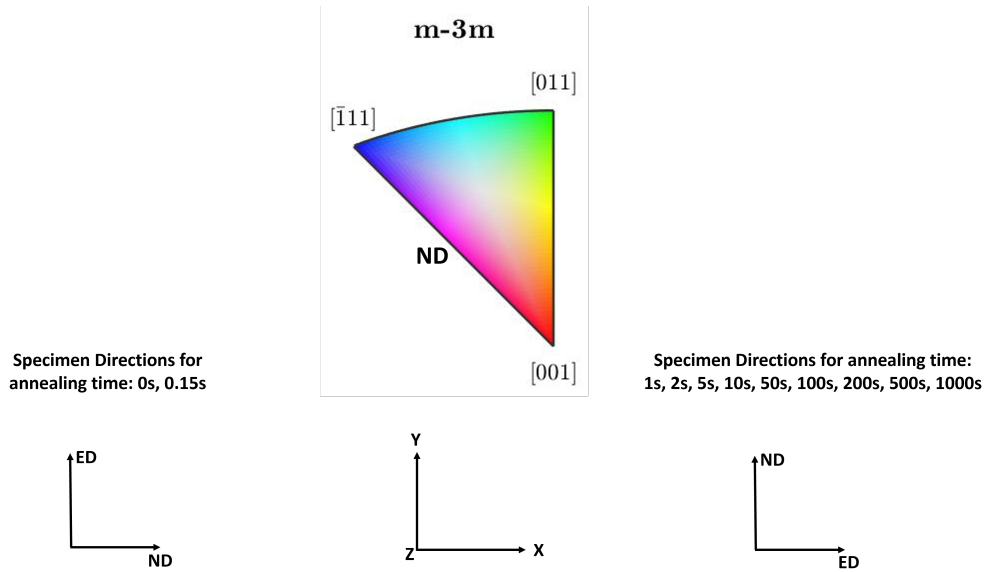 m-3m
[011]
[1̄11]
ND
[001]
Specimen Directions for
annealing time: 0s, 0.15s
Specimen Directions for annealing time:
1s, 2s, 5s, 10s, 50s, 100s, 200s, 500s, 1000s
ED
ND
Y
Z
X
ND
ED